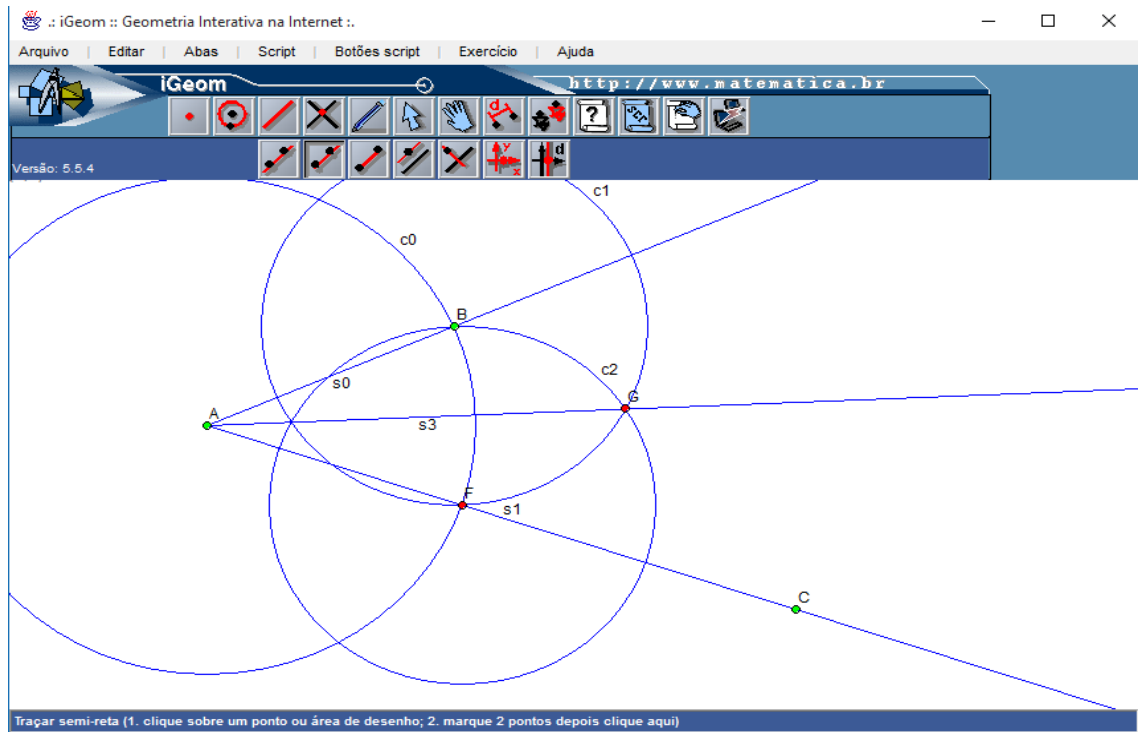 .: iGeom :: Geometria Interativa na Internet :.
Arquivo | Editar | Abas | Script | Botões script | Exercício | Ajuda
iGeom
http://www.matematica.br
d
?
SCR
y
x
d
Versão: 5.5.4
c1
c0
B
c2
s0
G
A
s3
F
s1
C
Traçar semi-reta (1. clique sobre um ponto ou área de desenho; 2. marque 2 pontos depois clique aqui)